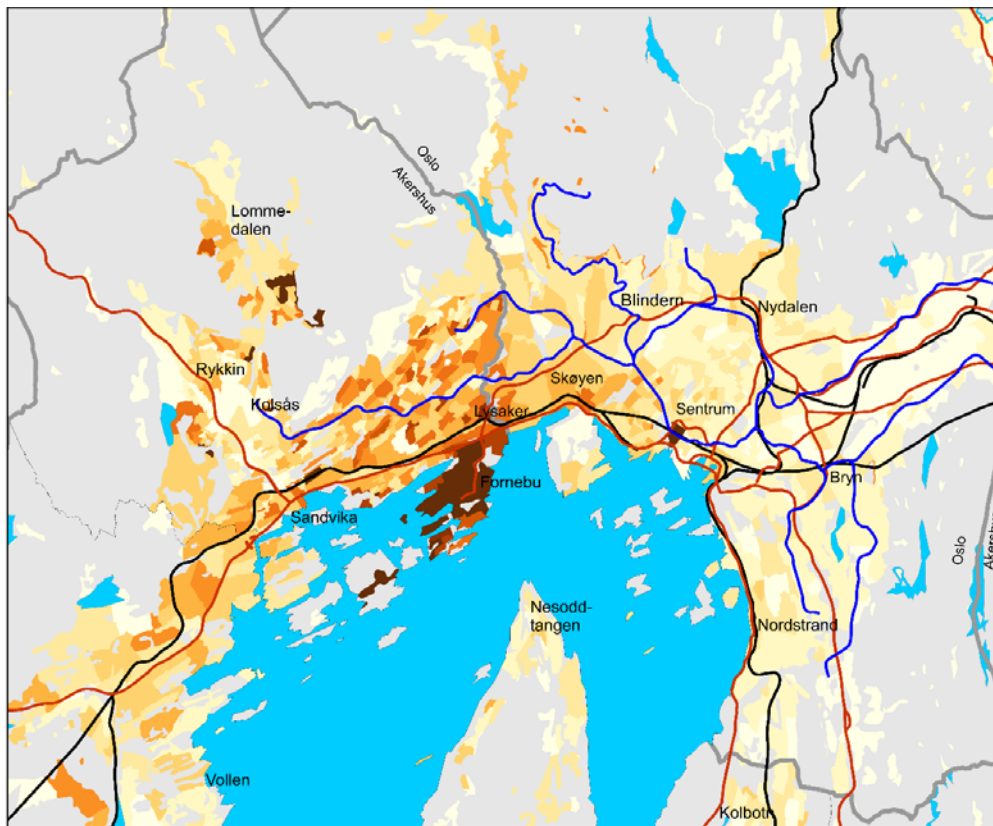 Oslo
Akershus
Lomme-
dalen
Blindern
Nydalen
Rykkin
Skøyen
Kolsås
Lysaker
Sentrum
Fornebu
Bryn
Sandvika
Oslo
Akershus
Nesodd-
tangen
Nordstrand
Vollen
Kolbotn